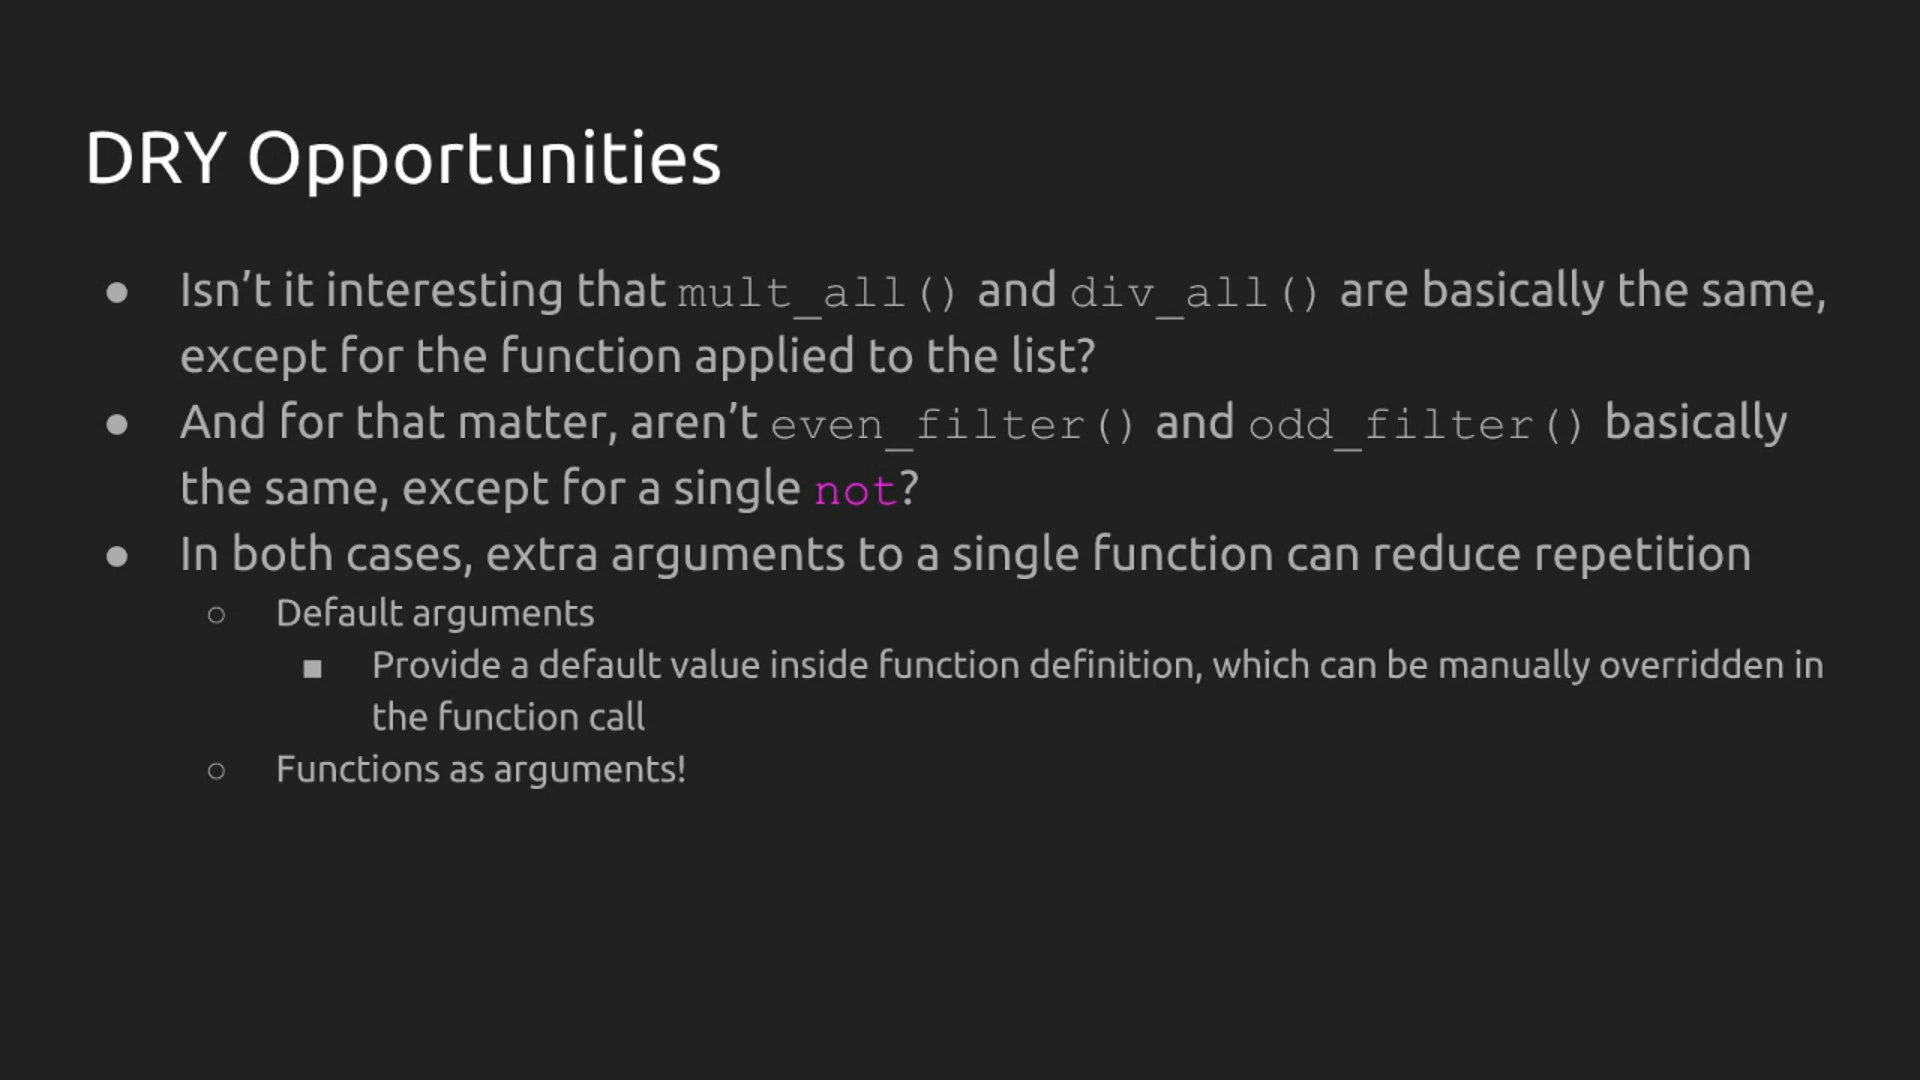 DRY Opportunities
● Isn’t it interesting that mult_all() and div_all() are basically the same,
except for the function applied to the list?
● And for that matter, aren’t even_filter() and odd_filter() basically
the same, except for a single not?
● In both cases, extra arguments to a single function can reduce repetition
○ Default arguments
■ Provide a default value inside function definition, which can be manually overridden in
the function call
○ Functions as arguments!